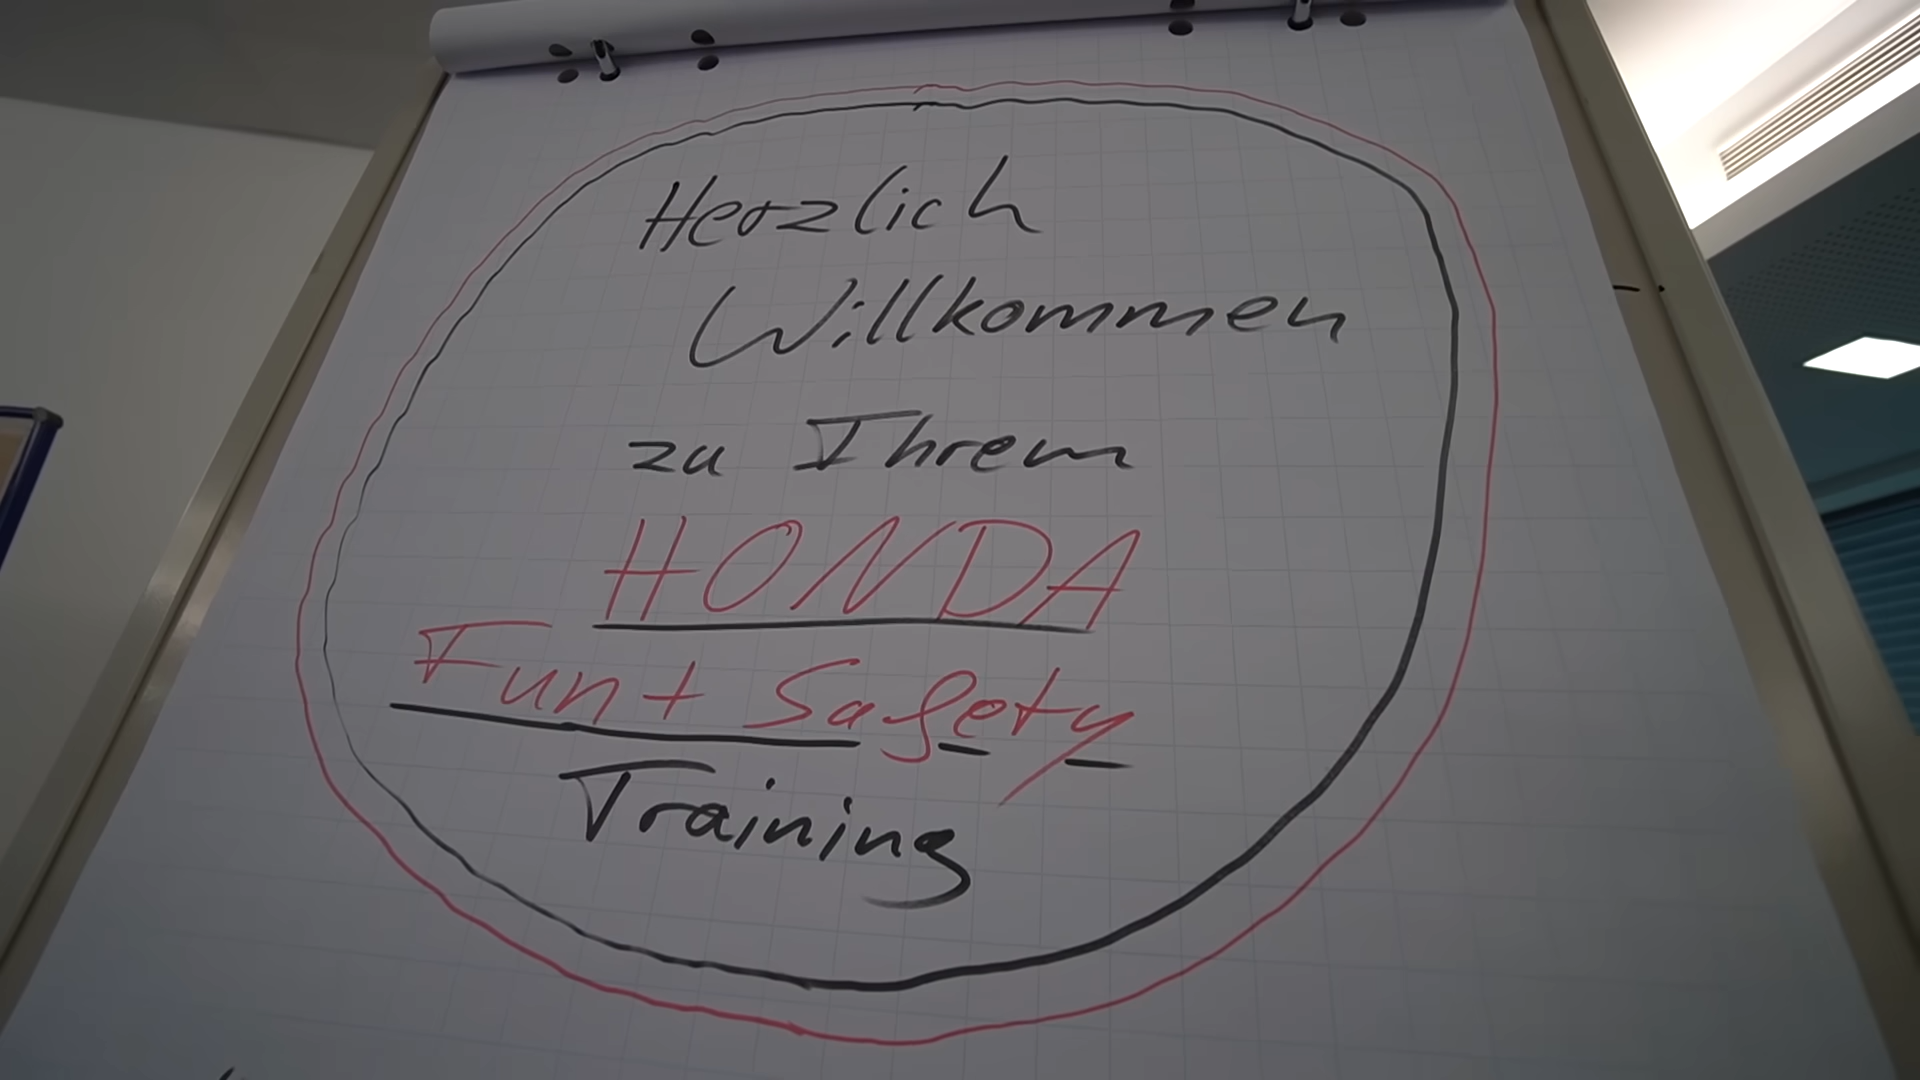 Herzlich
Willkommen
zu Ihrem
HONDA
Fun + Safety
Training